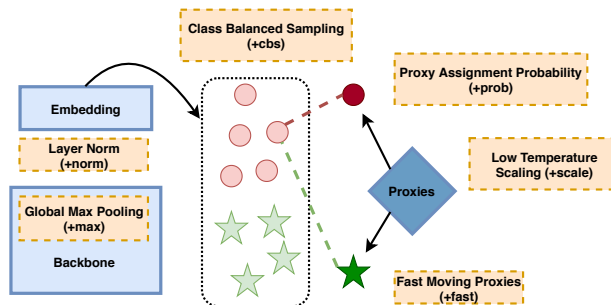 Class Balanced Sampling
(+cbs)
Embedding
Layer Norm
(+norm)
Global Max Pooling
(+max)
Backbone
Proxy Assignment Probability
(+prob)
Low Temperature
Scaling (+scale)
Proxies
Fast Moving Proxies
(+fast)